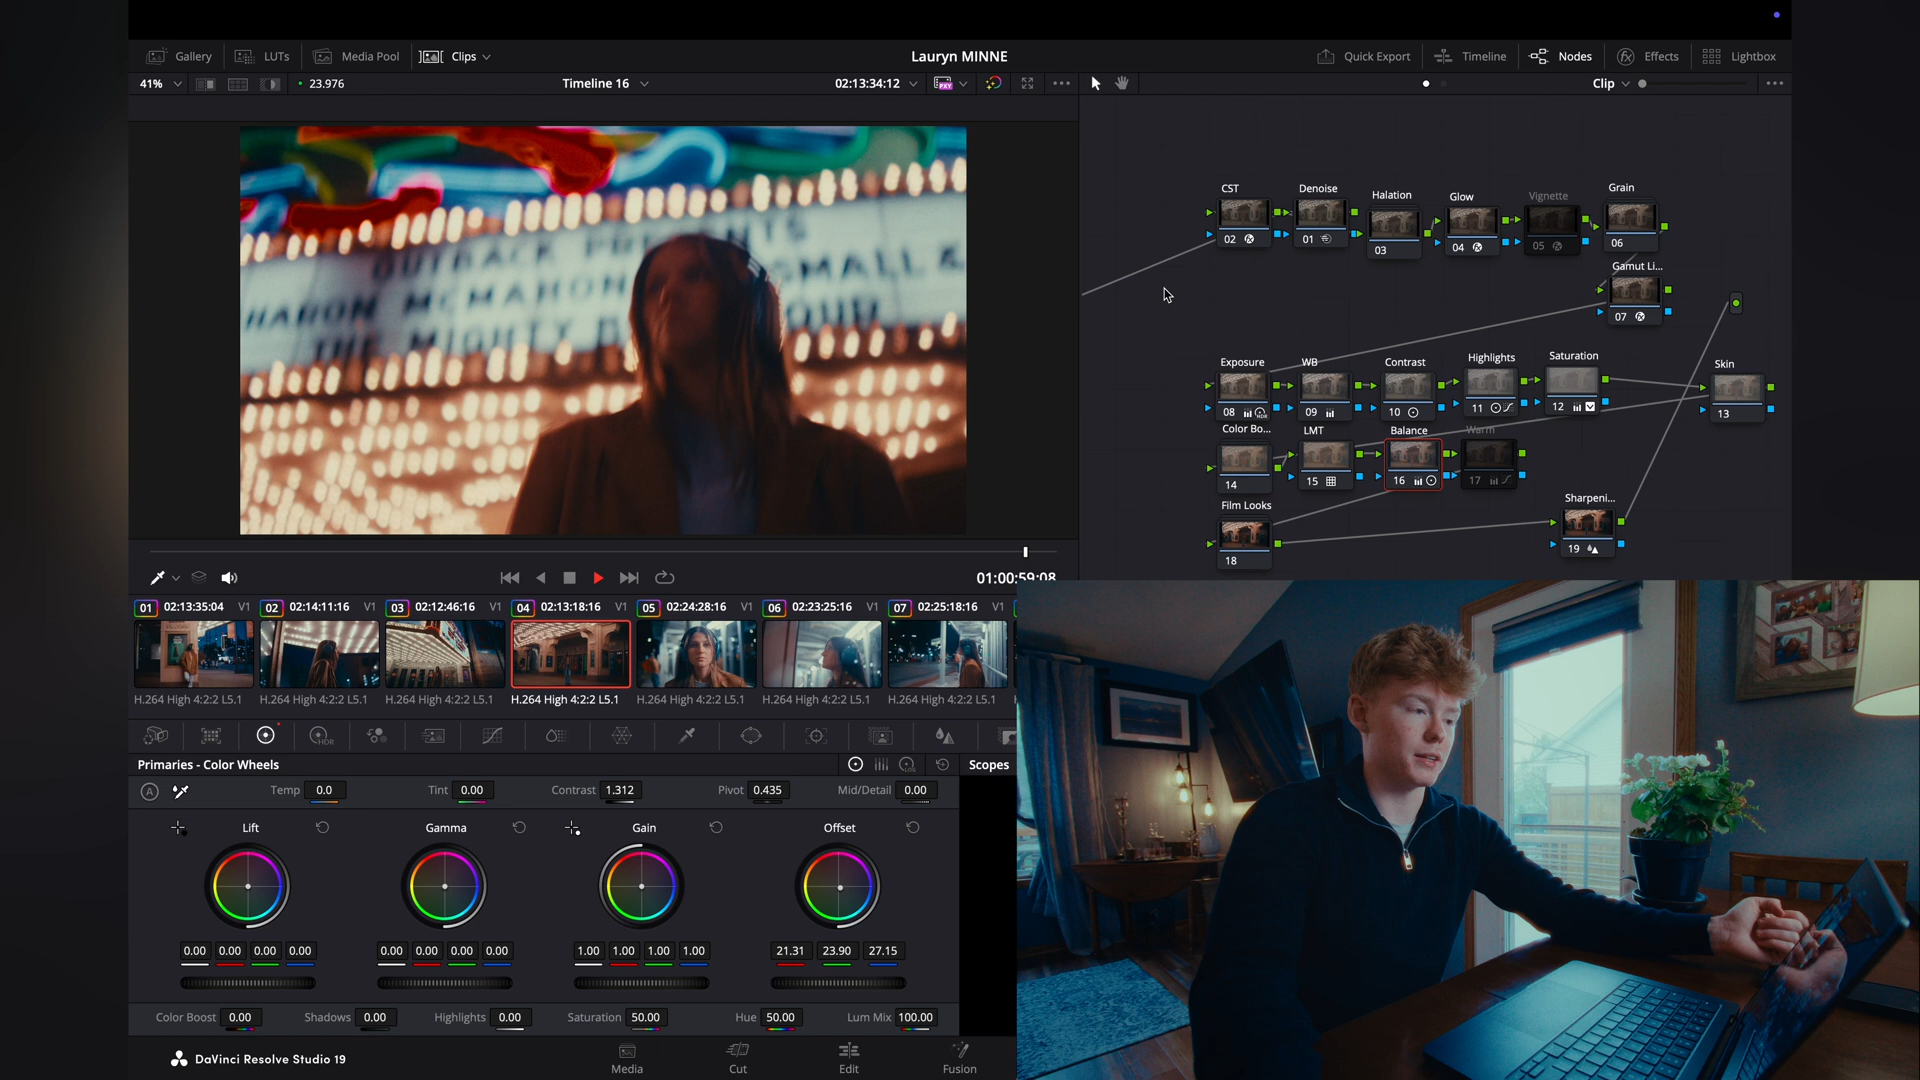 Gallery LUTs Media Pool Clips Lauryn MINNE Quick Export Timeline Nodes Effects Lightbox
41% 23.976 Timeline 16 02:13:34:12 Clip
OUTBACK PRESENTS
SMALL &
HARON MCMAHON
THE MIGHTY
CST Denoise Halation Glow Vignette Grain
02 01 03 04 05 06
Gamut Li...
07
Exposure WB Contrast Highlights Saturation Skin
08 HDR 09 10 11 12 13
Color Bo... LMT Balance Warm
14 15 16 17
Film Looks Sharpeni...
18 19
01:00:59:08
01 02:13:35:04 V1 02 02:14:11:16 V1 03 02:12:46:16 V1 04 02:13:18:16 V1 05 02:24:28:16 V1 06 02:23:25:16 V1 07 02:25:18:16 V1
H.264 High 4:2:2 L5.1 H.264 High 4:2:2 L5.1 H.264 High 4:2:2 L5.1 H.264 High 4:2:2 L5.1 H.264 High 4:2:2 L5.1 H.264 High 4:2:2 L5.1 H.264 High 4:2:2 L5.1
HDR
Primaries - Color Wheels LOG Scopes
A Temp 0.0 Tint 0.00 Contrast 1.312 Pivot 0.435 Mid/Detail 0.00
Lift Gamma Gain Offset
0.00 0.00 0.00 0.00 0.00 0.00 0.00 0.00 1.00 1.00 1.00 1.00 21.31 23.90 27.15
Color Boost 0.00 Shadows 0.00 Highlights 0.00 Saturation 50.00 Hue 50.00 Lum Mix 100.00
DaVinci Resolve Studio 19 Media Cut Edit Fusion